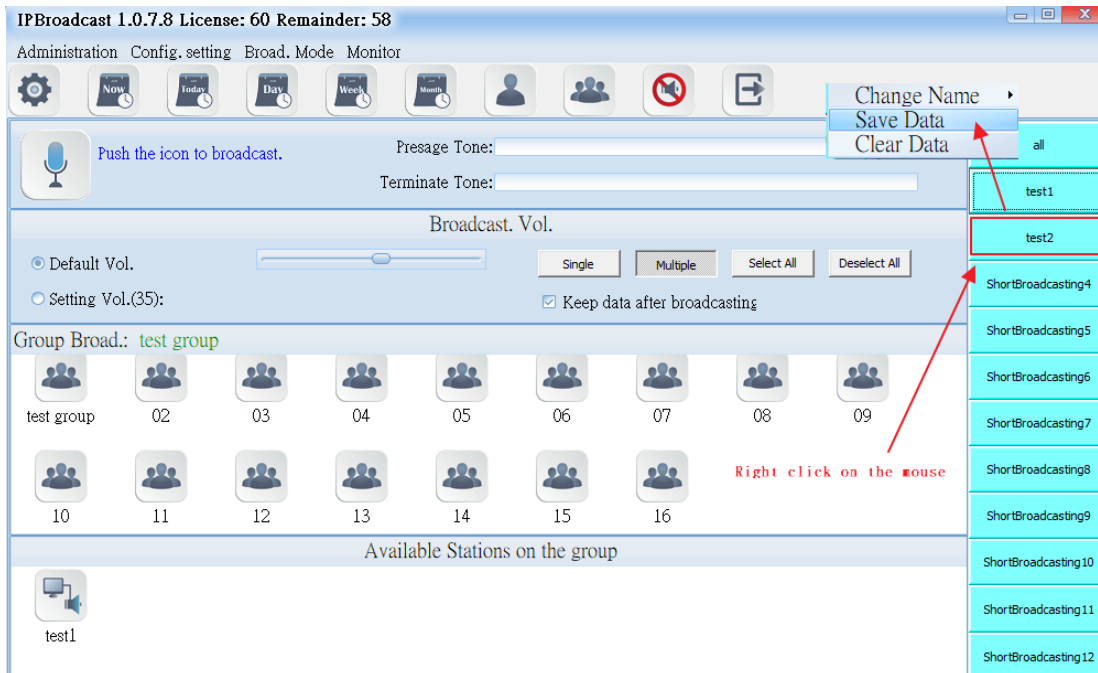 IPBroadcast 1.0.7.8 License: 60 Remainder: 58
Administration Config. setting Broad. Mode Monitor
Now Today Day Week Month
Change Name
Save Data
Clear Data
Push the icon to broadcast.
Presage Tone:
Terminate Tone:
all
test1
test2
ShortBroadcasting4
ShortBroadcasting5
ShortBroadcasting6
ShortBroadcasting7
ShortBroadcasting8
ShortBroadcasting9
ShortBroadcasting10
ShortBroadcasting11
ShortBroadcasting12
Broadcast. Vol.
Default Vol.
Single Multiple Select All Deselect All
Setting Vol.(35):
Keep data after broadcasting
Group Broad.: test group
test group 02 03 04 05 06 07 08 09
Right click on the mouse
10 11 12 13 14 15 16
Available Stations on the group
test1